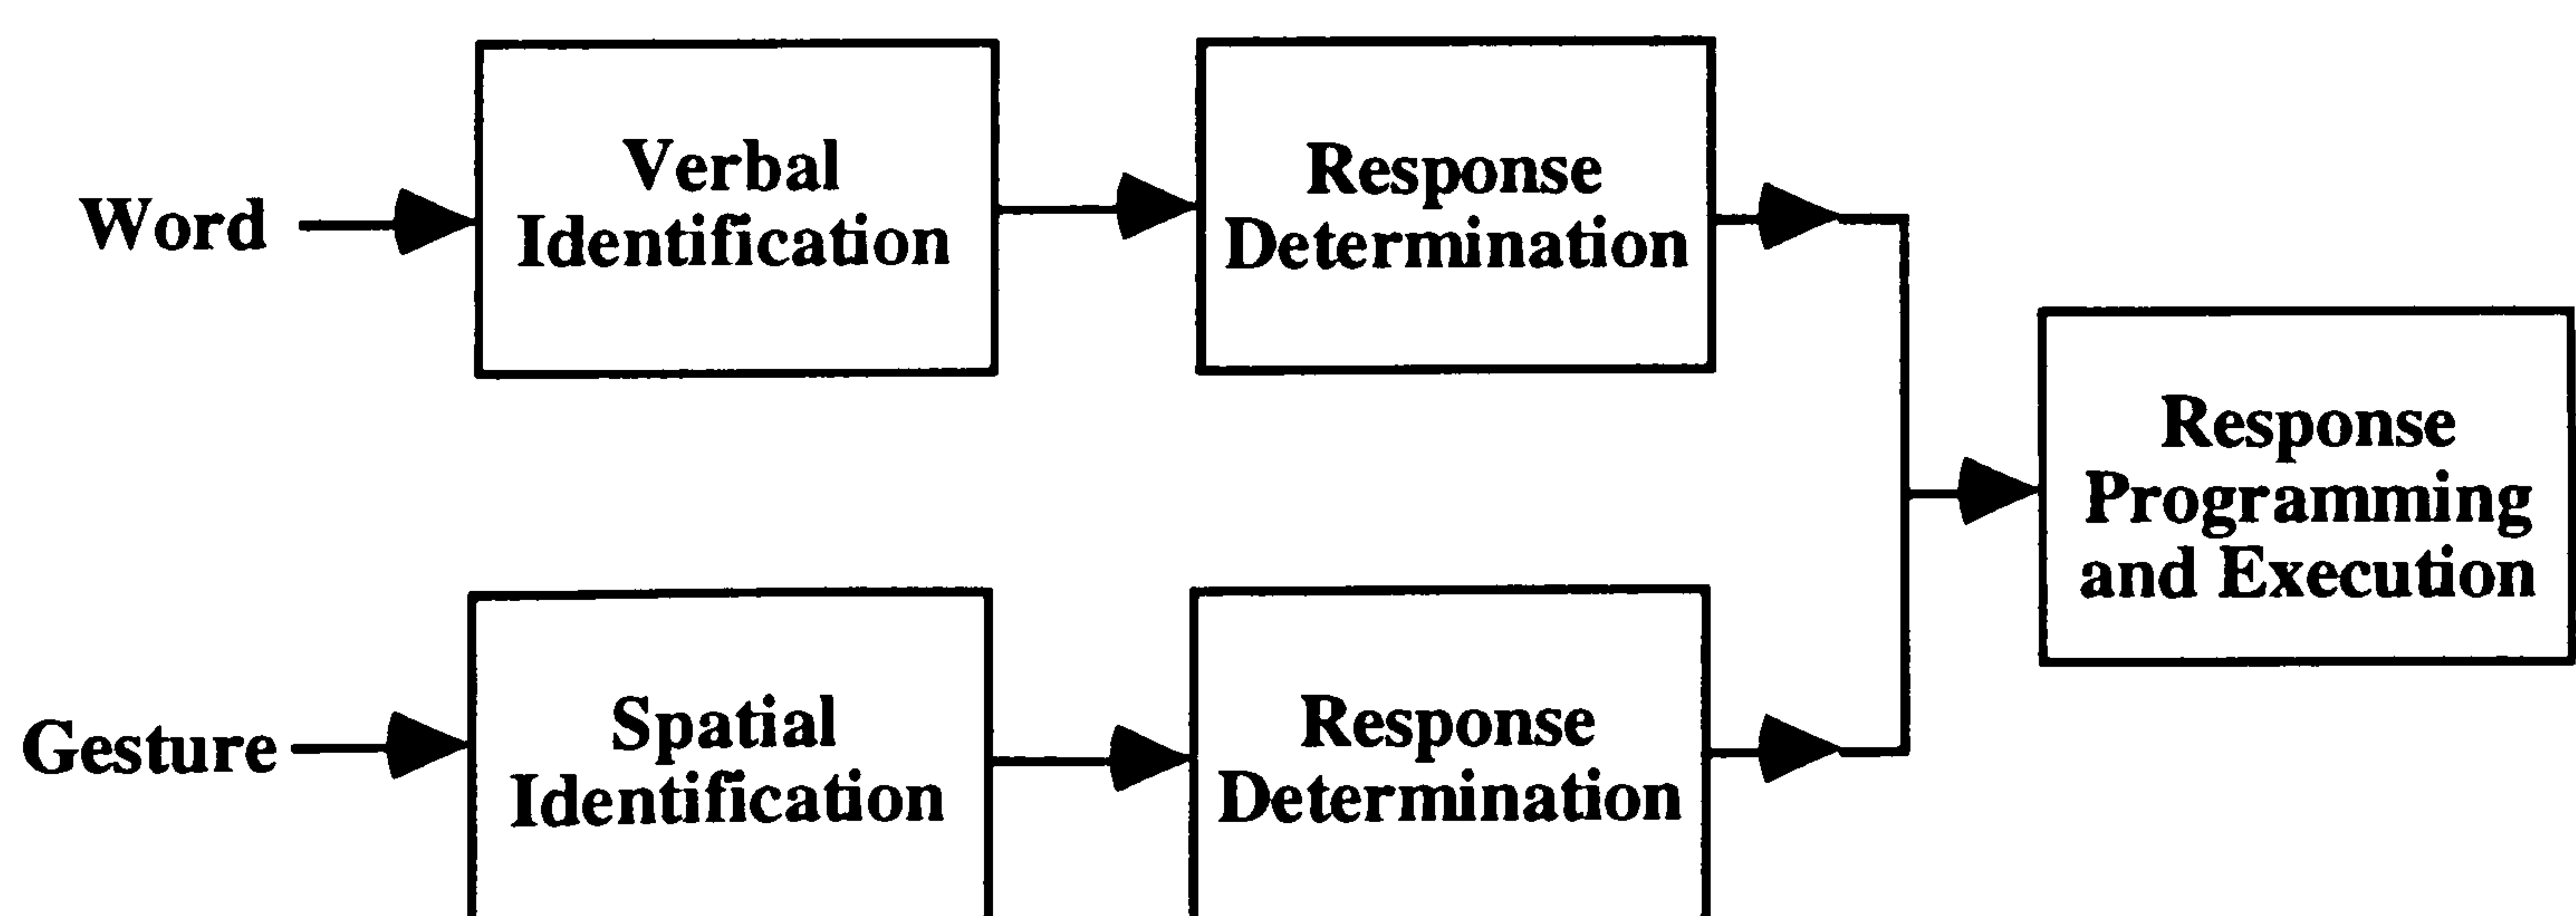 Word
Verbal
Identification
Response
Determination
Response
Programming
and Execution
Gesture
Spatial
Identification
Response
Determination